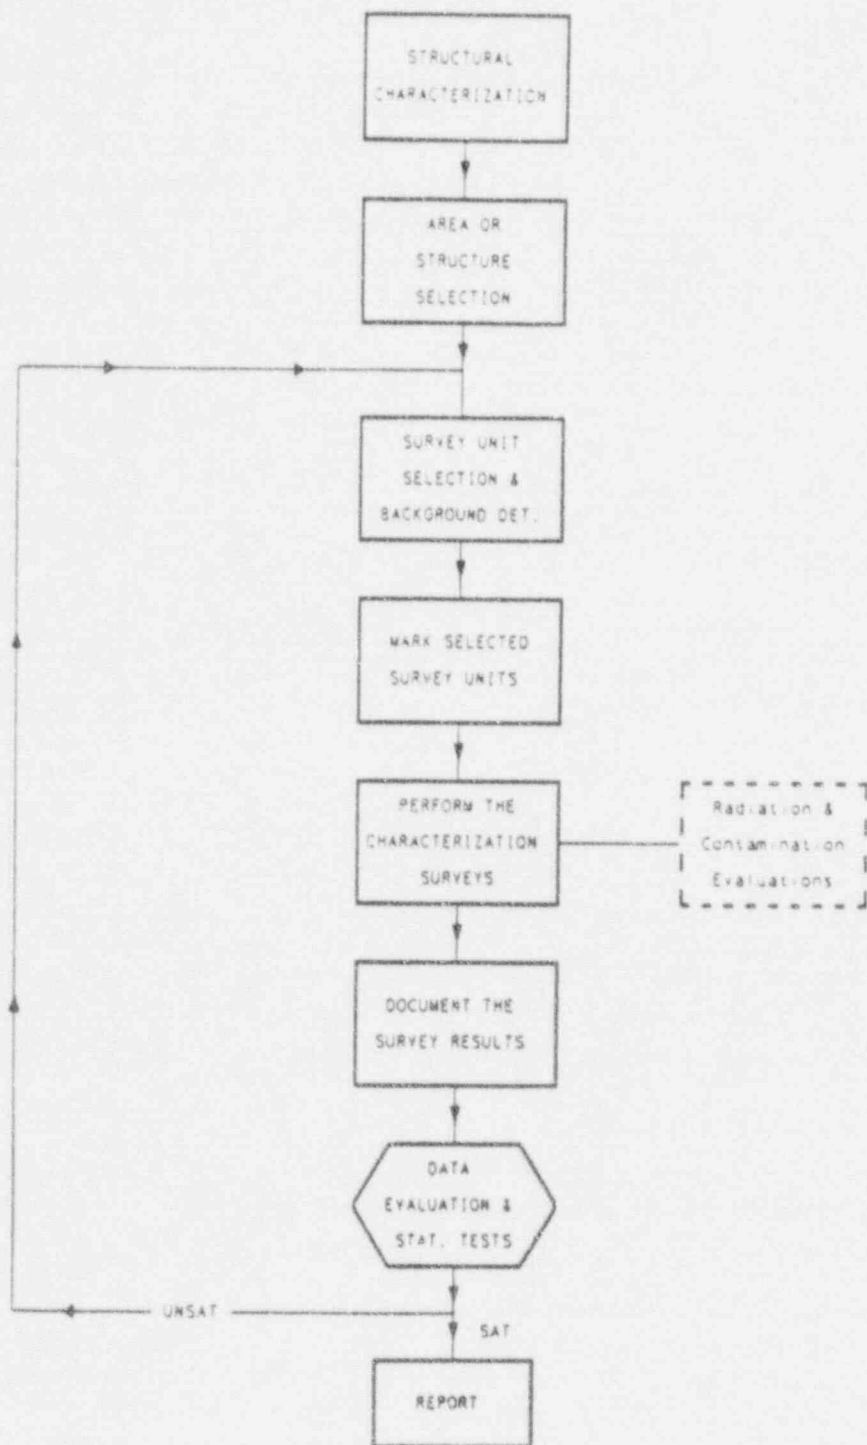 STRUCTURAL
CHARACTERIZATION
AREA OR
STRUCTURE
SELECTION
SURVEY UNIT
SELECTION &
BACKGROUND DET.
MARK SELECTED
SURVEY UNITS
PERFORM THE
CHARACTERIZATION
SURVEYS
Radiation &
Contamination
Evaluations
DOCUMENT THE
SURVEY RESULTS
DATA
EVALUATION &
STAT. TESTS
UNSAT
SAT
REPORT